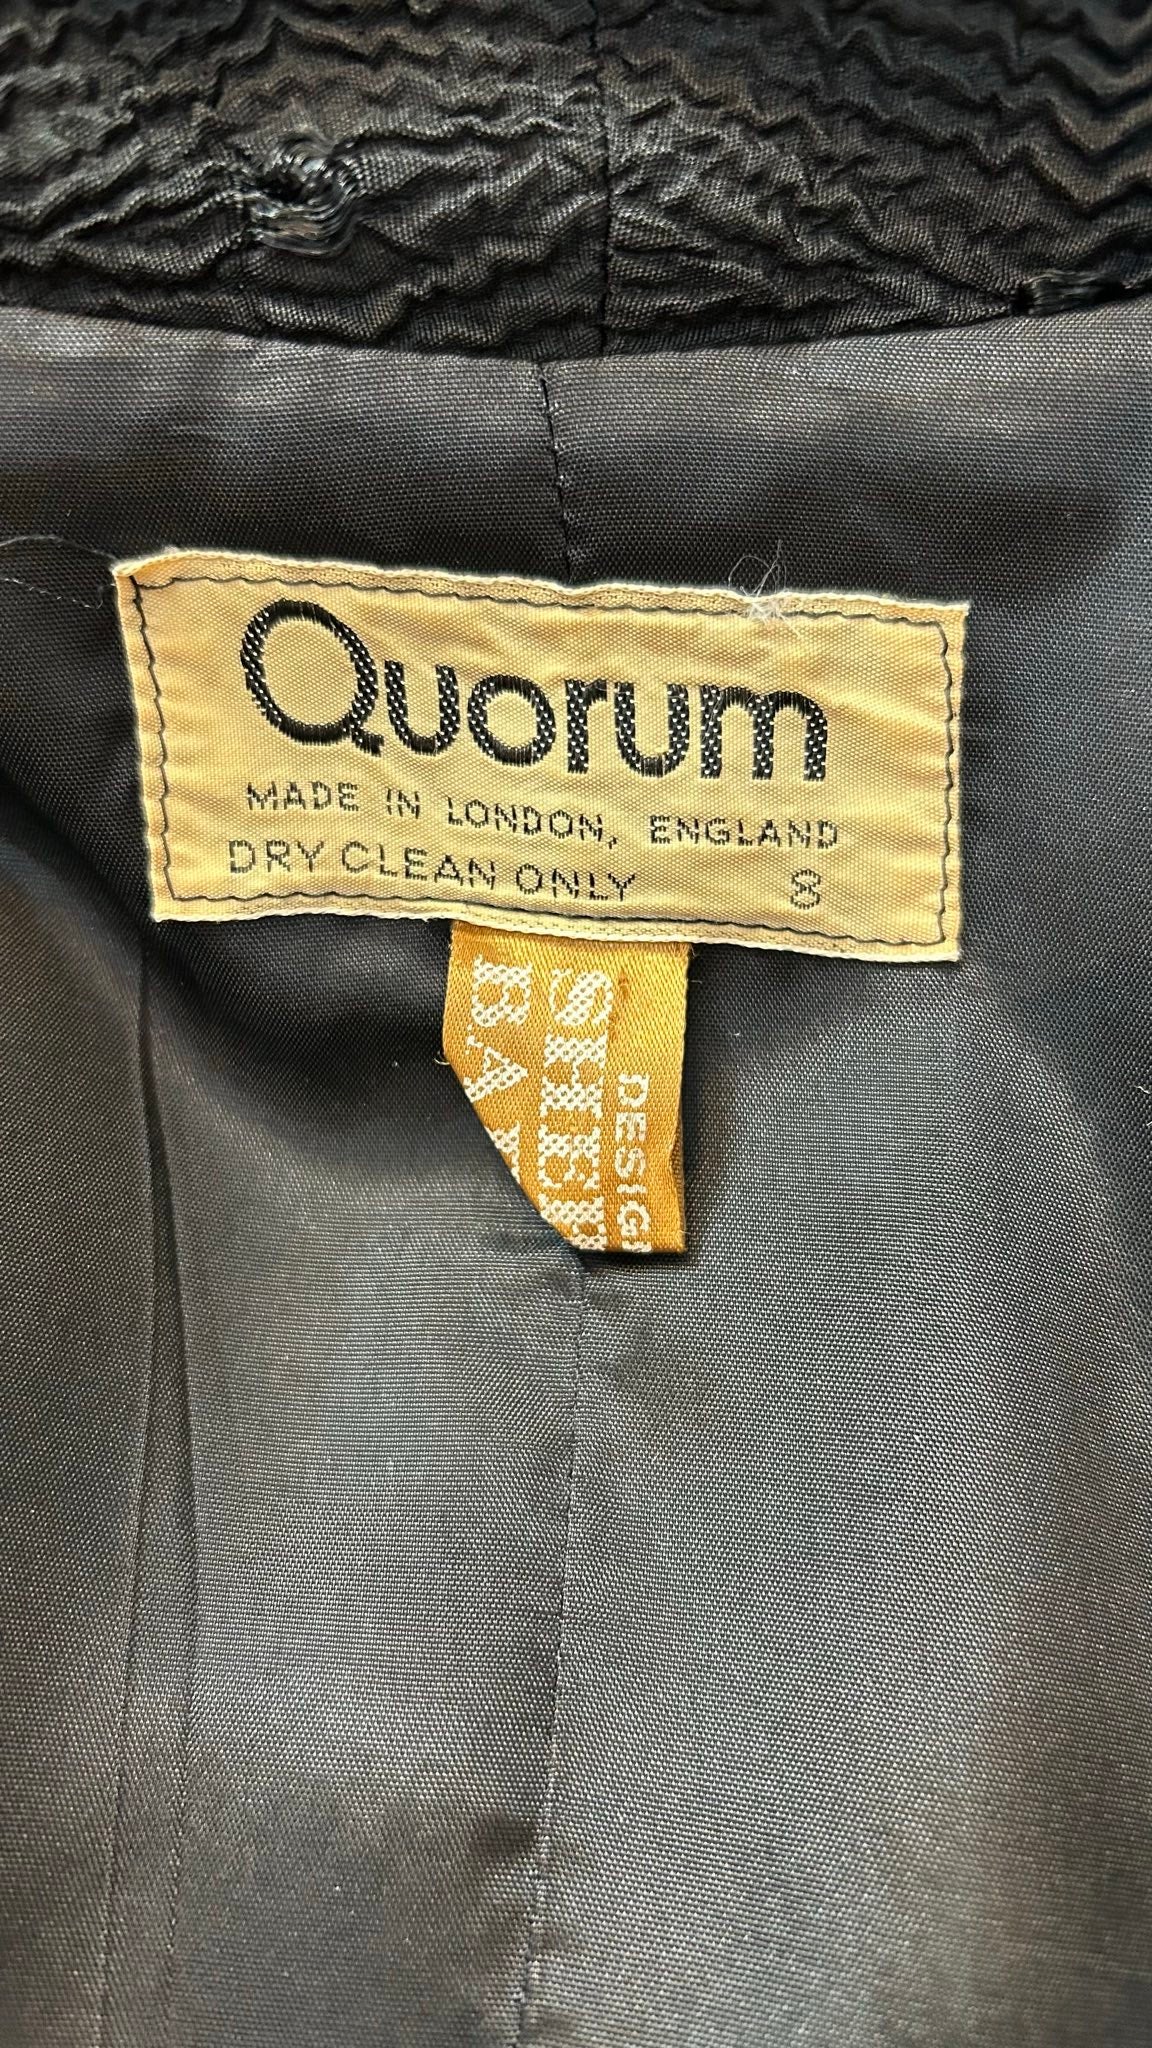 Quorum
MADE IN LONDON, ENGLAND
DRY CLEAN ONLY 8